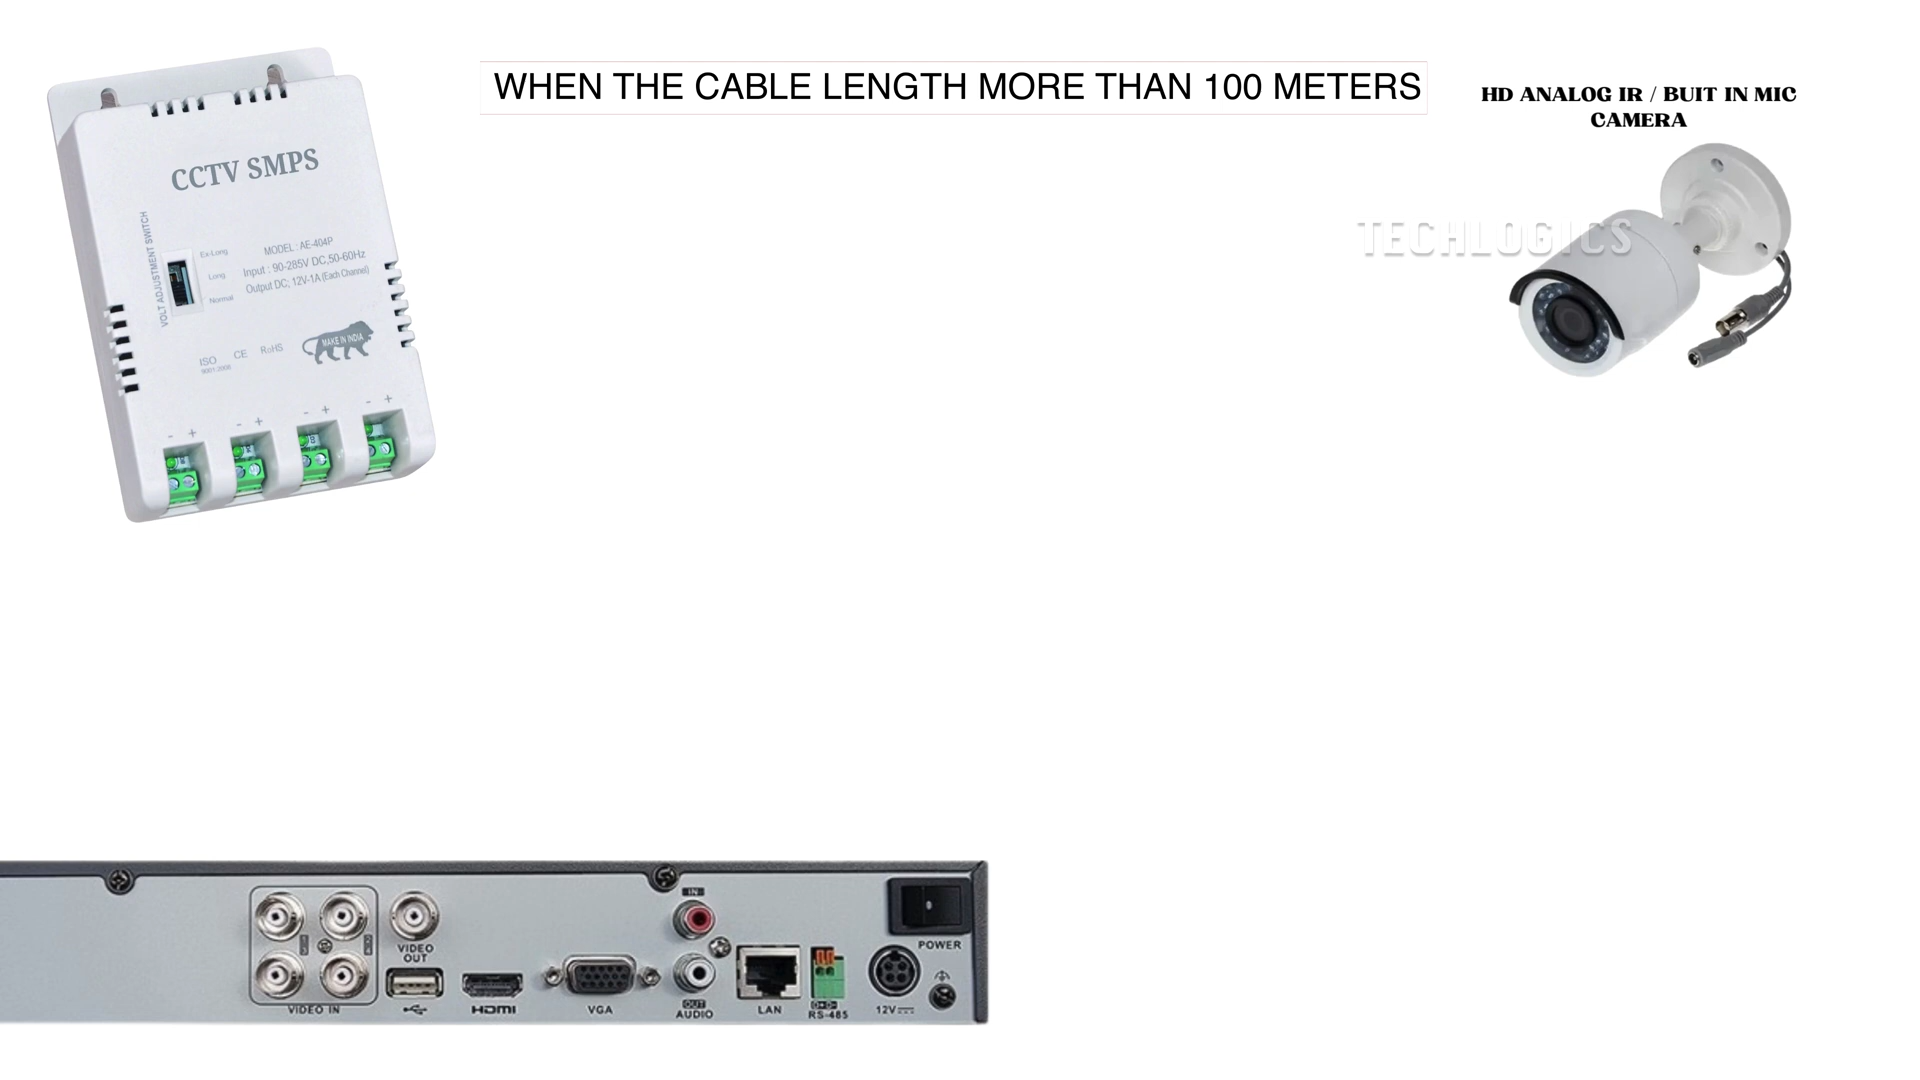 WHEN THE CABLE LENGTH MORE THAN 100 METERS
HD ANALOG IR / BUIT IN MIC
CAMERA
TECHLOGICS
CCTV SMPS
VOLT ADJUSTMENT SWITCH
Ex-Long
Long
Normal
MODEL : AE-404P
Input : 90-285V DC,50-60Hz
Output DC; 12V-1A (Each Channel)
ISO
9001-2008
CE
RoHS
MAKE IN INDIA
- +
- +
- +
- +
VIDEO IN
VIDEO
OUT
HDMI
VGA
IN
OUT
AUDIO
LAN
RS-485
POWER
12V